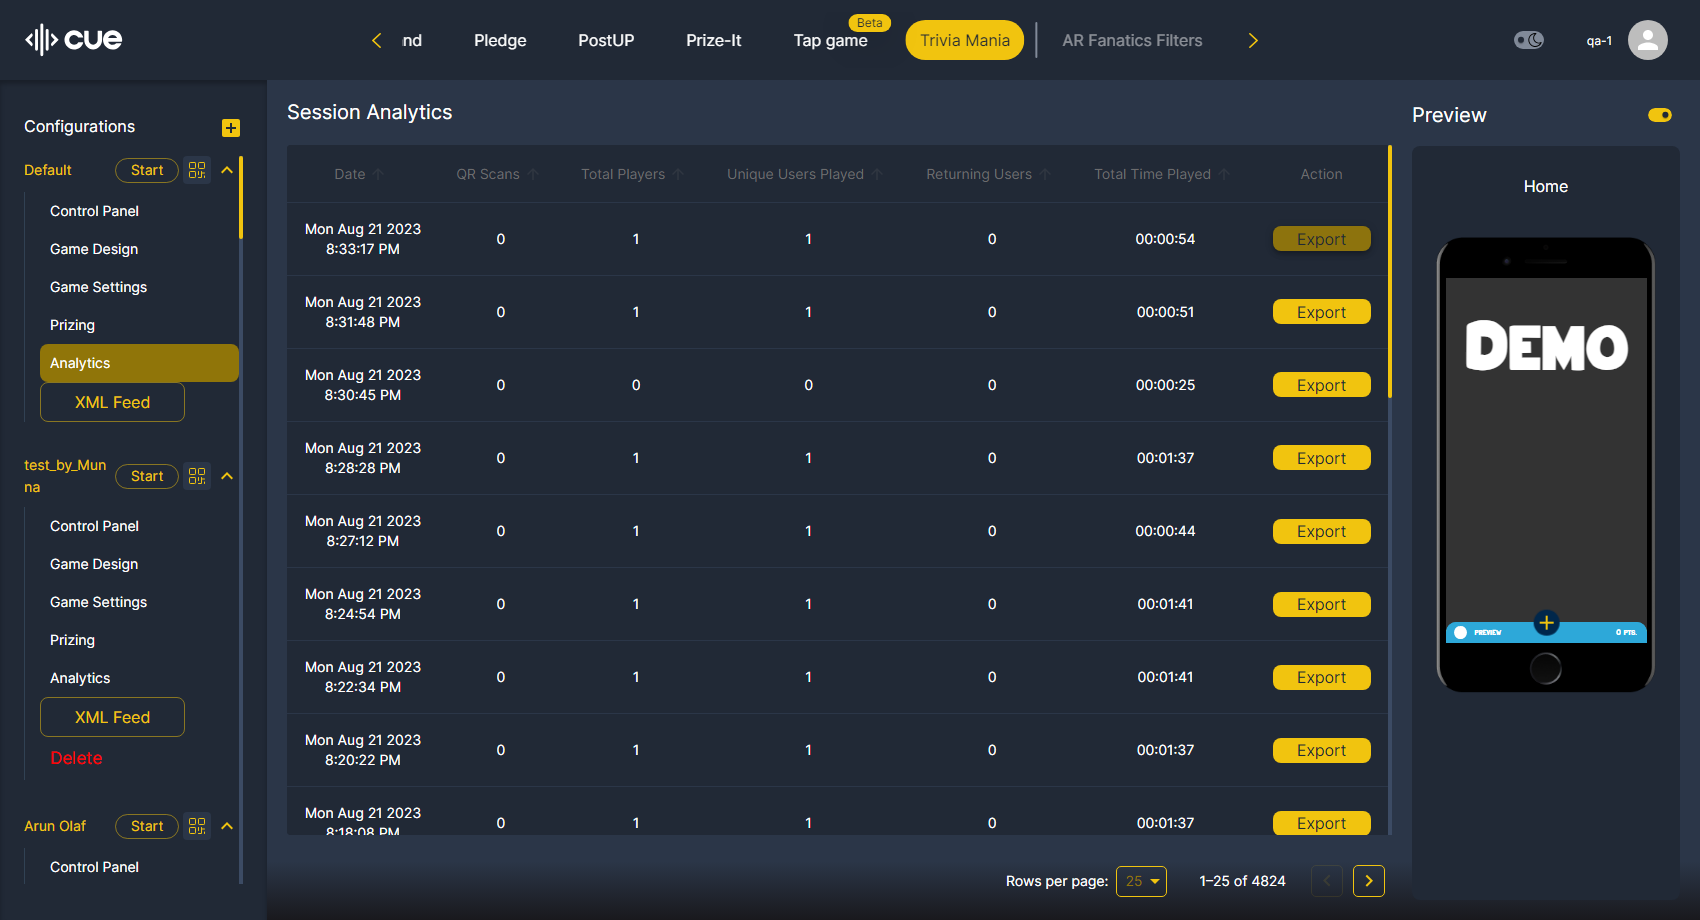 cue
nd
Pledge
PostUP
Prize-It
Tap game
Beta
Trivia Mania
AR Fanatics Filters
qa-1
Configurations
Default
Start
Control Panel
Game Design
Game Settings
Prizing
Analytics
XML Feed
test_by_Mun
na
Start
Control Panel
Game Design
Game Settings
Prizing
Analytics
XML Feed
Delete
Arun Olaf
Start
Control Panel
Session Analytics
Date QR Scans Total Players Unique Users Played Returning Users Total Time Played Action
Mon Aug 21 2023
8:33:17 PM
0 1 1 0 00:00:54 Export
Mon Aug 21 2023
8:31:48 PM
0 1 1 0 00:00:51 Export
Mon Aug 21 2023
8:30:45 PM
0 0 0 0 00:00:25 Export
Mon Aug 21 2023
8:28:28 PM
0 1 1 0 00:01:37 Export
Mon Aug 21 2023
8:27:12 PM
0 1 1 0 00:00:44 Export
Mon Aug 21 2023
8:24:54 PM
0 1 1 0 00:01:41 Export
Mon Aug 21 2023
8:22:34 PM
0 1 1 0 00:01:41 Export
Mon Aug 21 2023
8:20:22 PM
0 1 1 0 00:01:37 Export
Mon Aug 21 2023
8:18:08 PM
0 1 1 0 00:01:37 Export
Rows per page: 25 1–25 of 4824
Preview
Home
DEMO
PREVIEW
0 PTS.